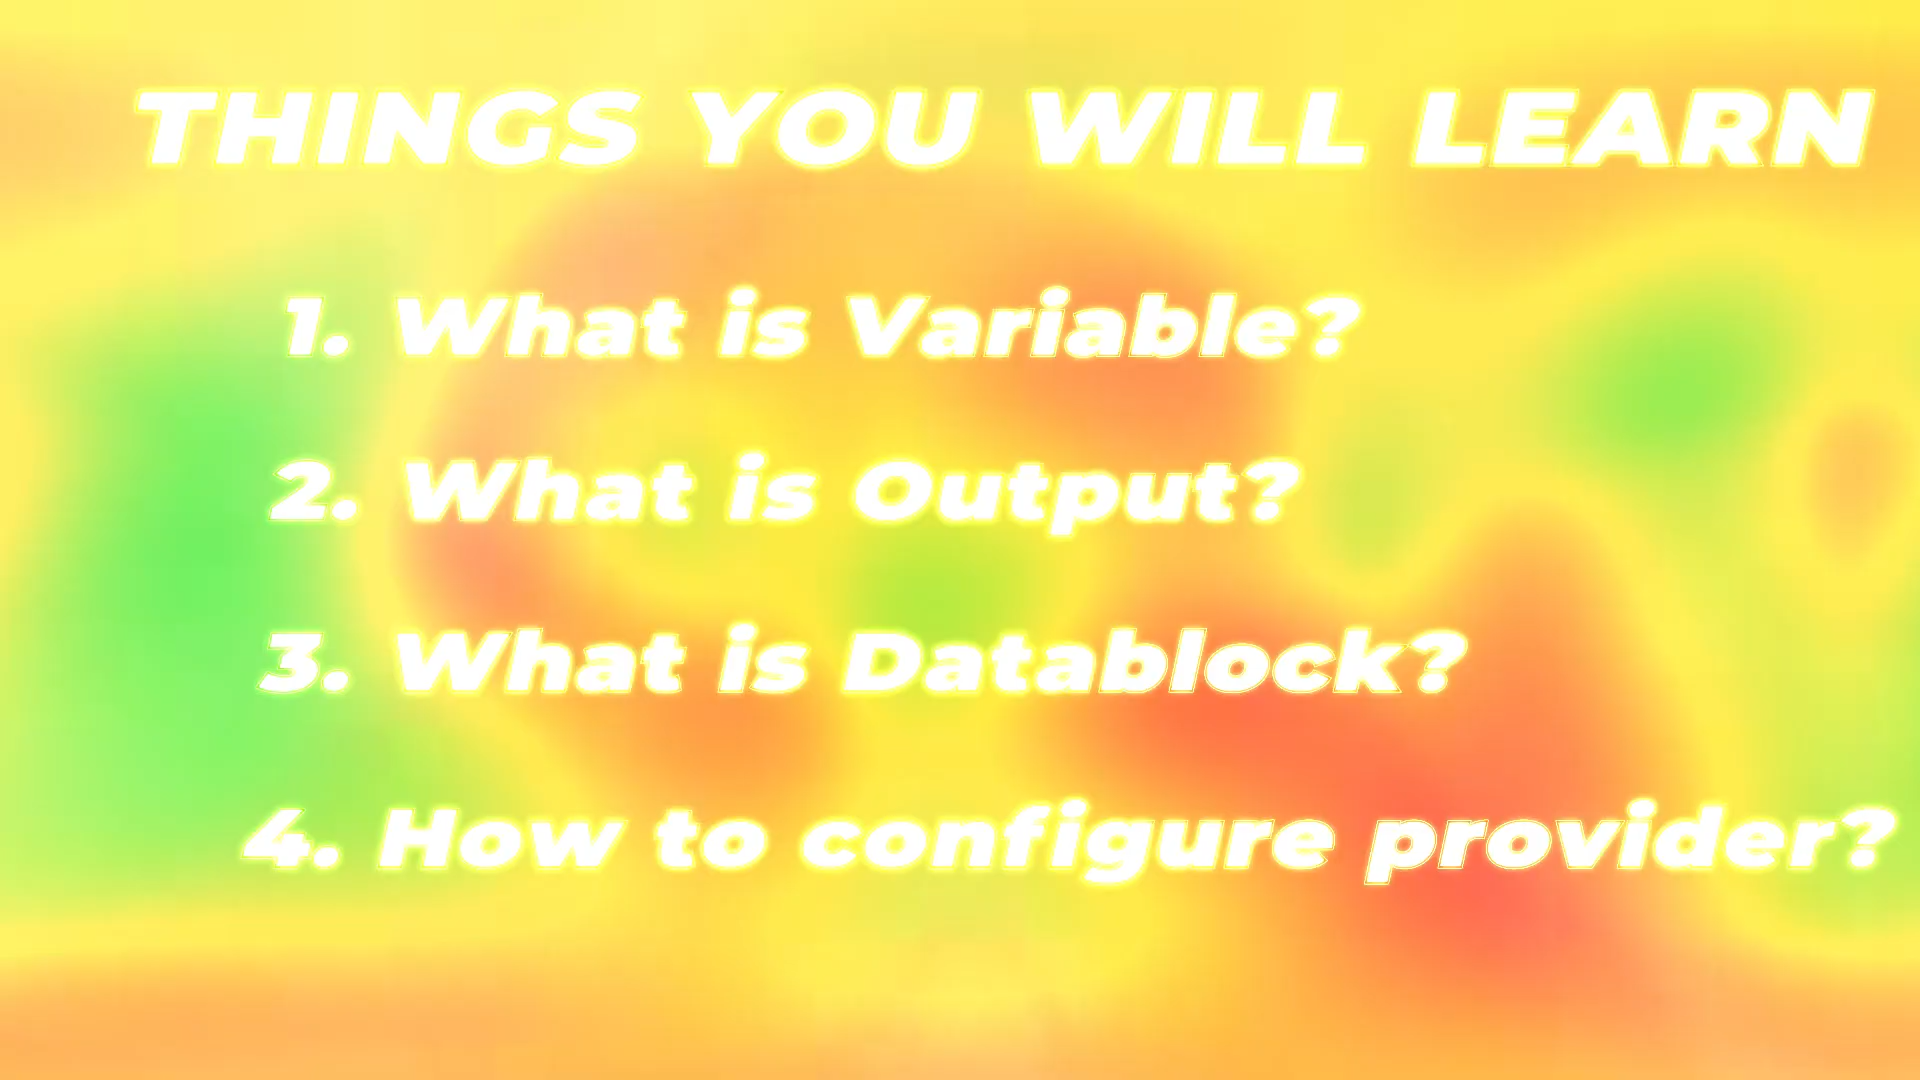 THINGS YOU WILL LEARN
1. What is Variable?
2. What is Output?
3. What is Datablock?
4. How to configure provider?